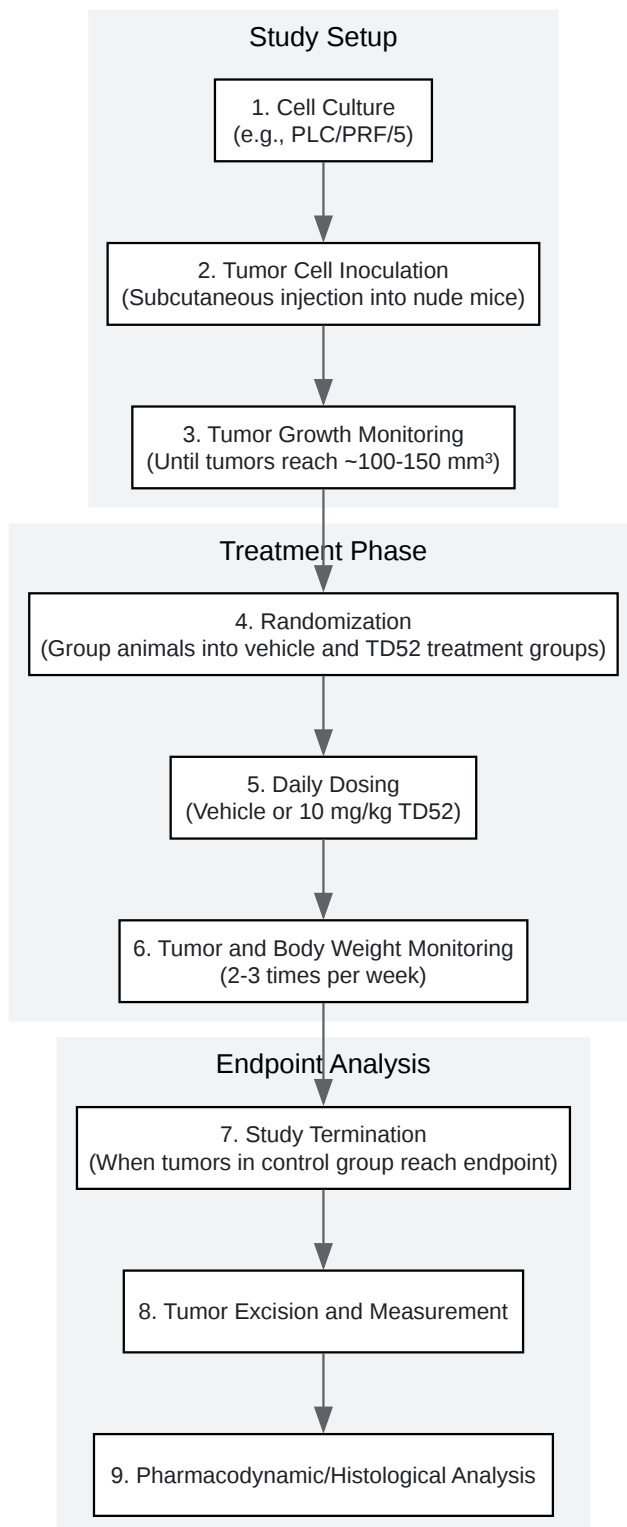 Study Setup
1. Cell Culture
(e.g., PLC/PRF/5)
2. Tumor Cell Inoculation
(Subcutaneous injection into nude mice)
3. Tumor Growth Monitoring
(Until tumors reach ~100-150 mm³)
Treatment Phase
4. Randomization
(Group animals into vehicle and TD52 treatment groups)
5. Daily Dosing
(Vehicle or 10 mg/kg TD52)
6. Tumor and Body Weight Monitoring
(2-3 times per week)
Endpoint Analysis
7. Study Termination
(When tumors in control group reach endpoint)
8. Tumor Excision and Measurement
9. Pharmacodynamic/Histological Analysis